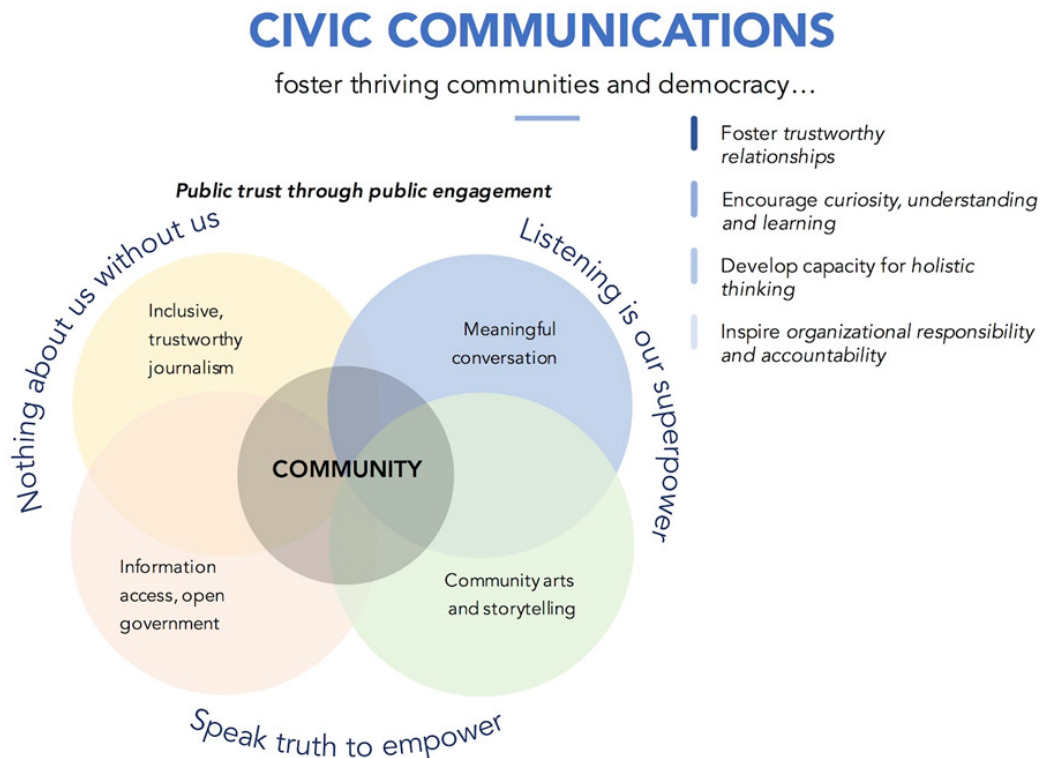 CIVIC COMMUNICATIONS
foster thriving communities and democracy...
Foster trustworthy
relationships
Encourage curiosity, understanding
and learning
Develop capacity for holistic
thinking
Inspire organizational responsibility
and accountability
Public trust through public engagement
Nothing about us without us
Listening is our superpower
Inclusive,
trustworthy
journalism
Meaningful
conversation
COMMUNITY
Information
access, open
government
Community arts
and storytelling
Speak truth to empower